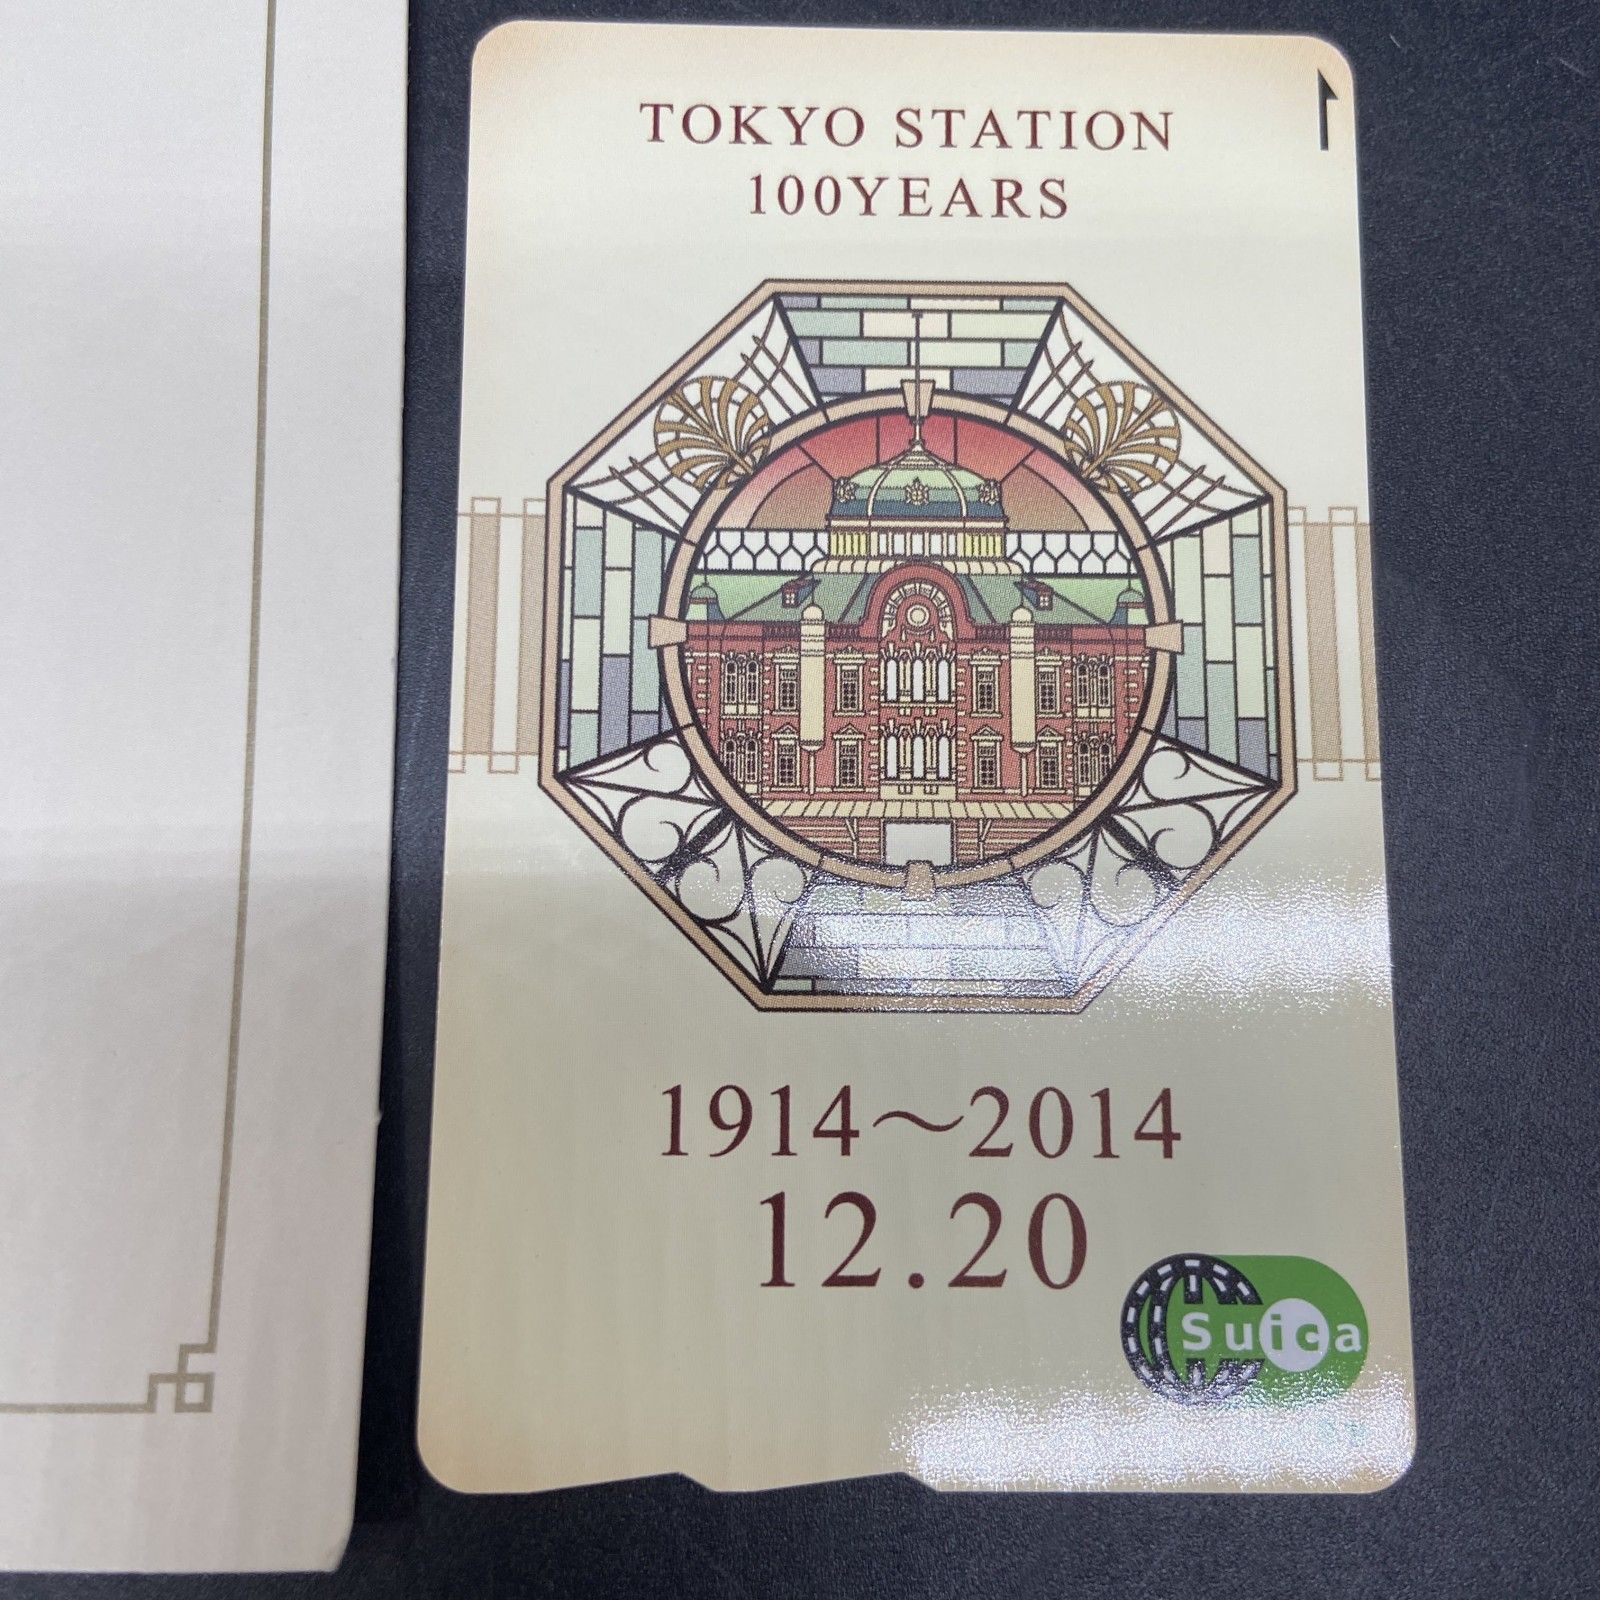 TOKYO STATION
100YEARS
1914～2014
12.20
Suica